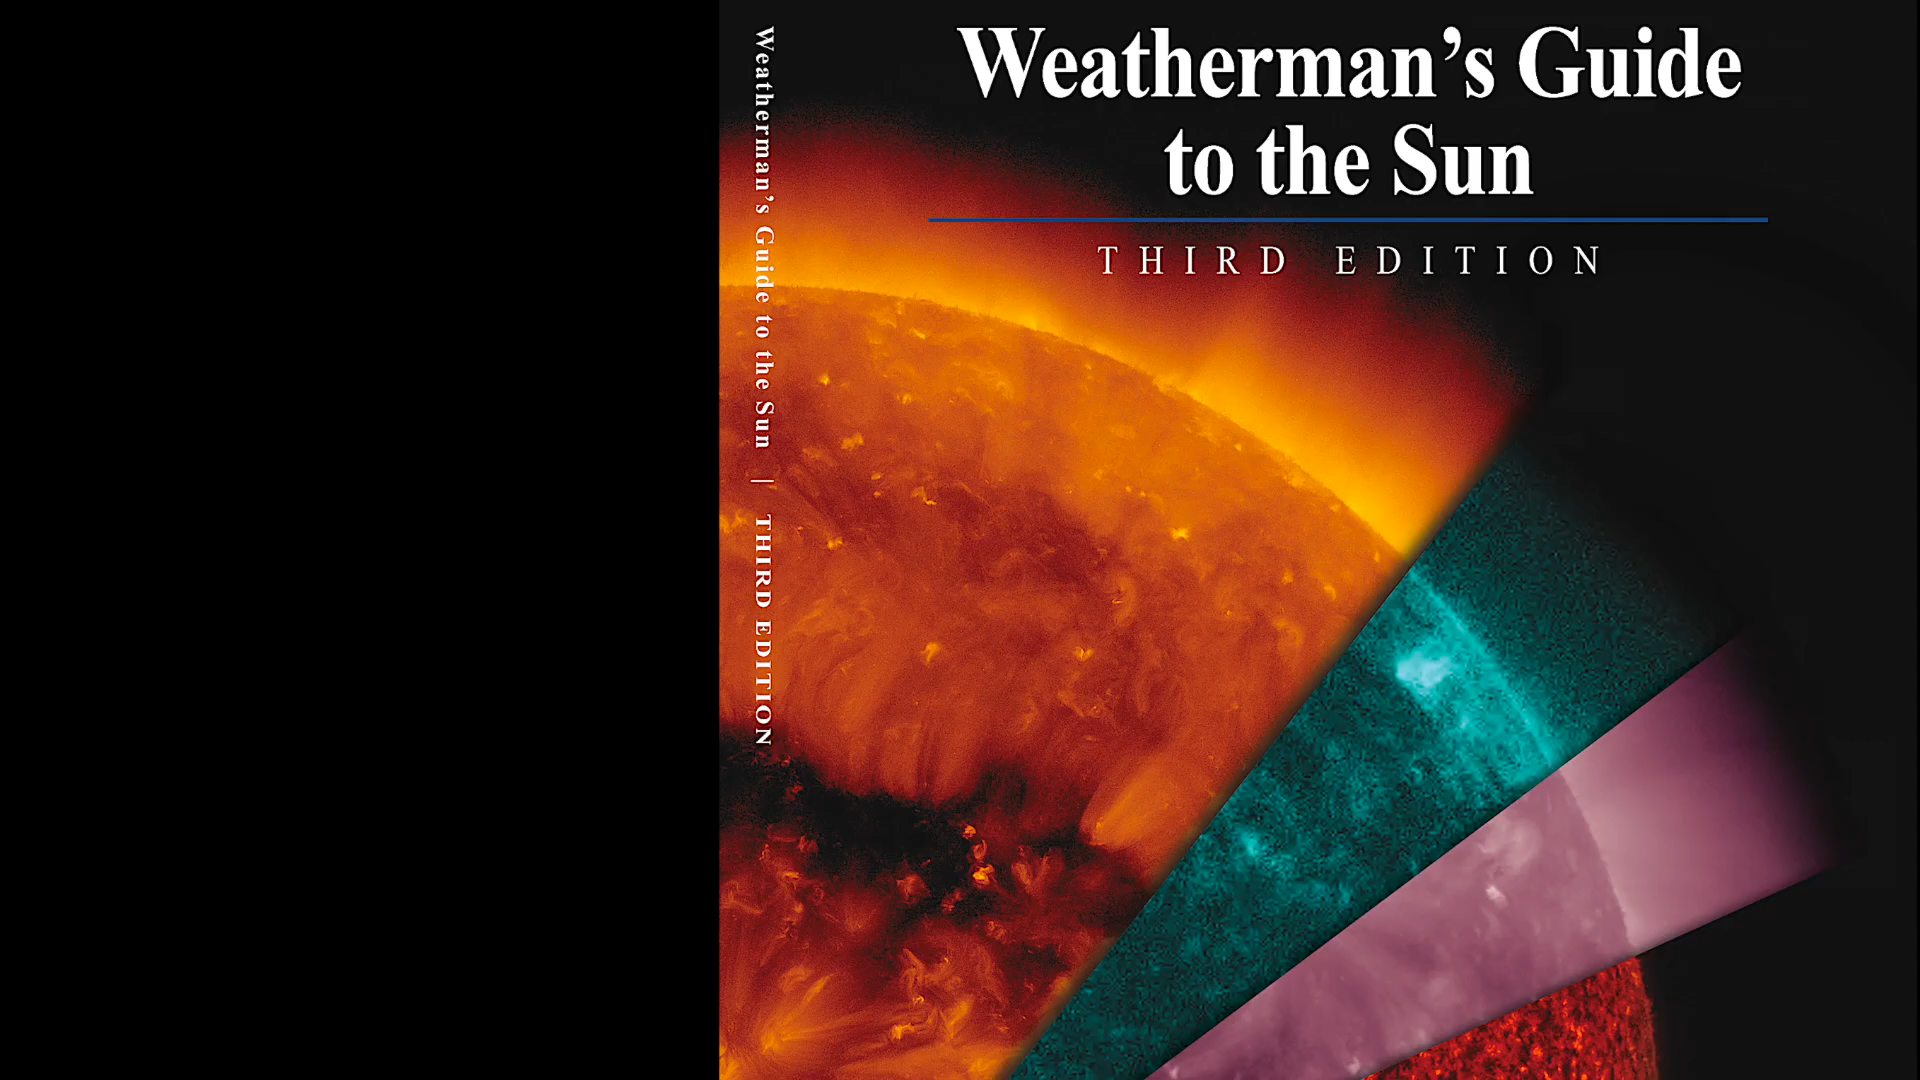 Weatherman's Guide to the Sun | THIRD EDITION
Weatherman’s Guide
to the Sun
THIRD EDITION